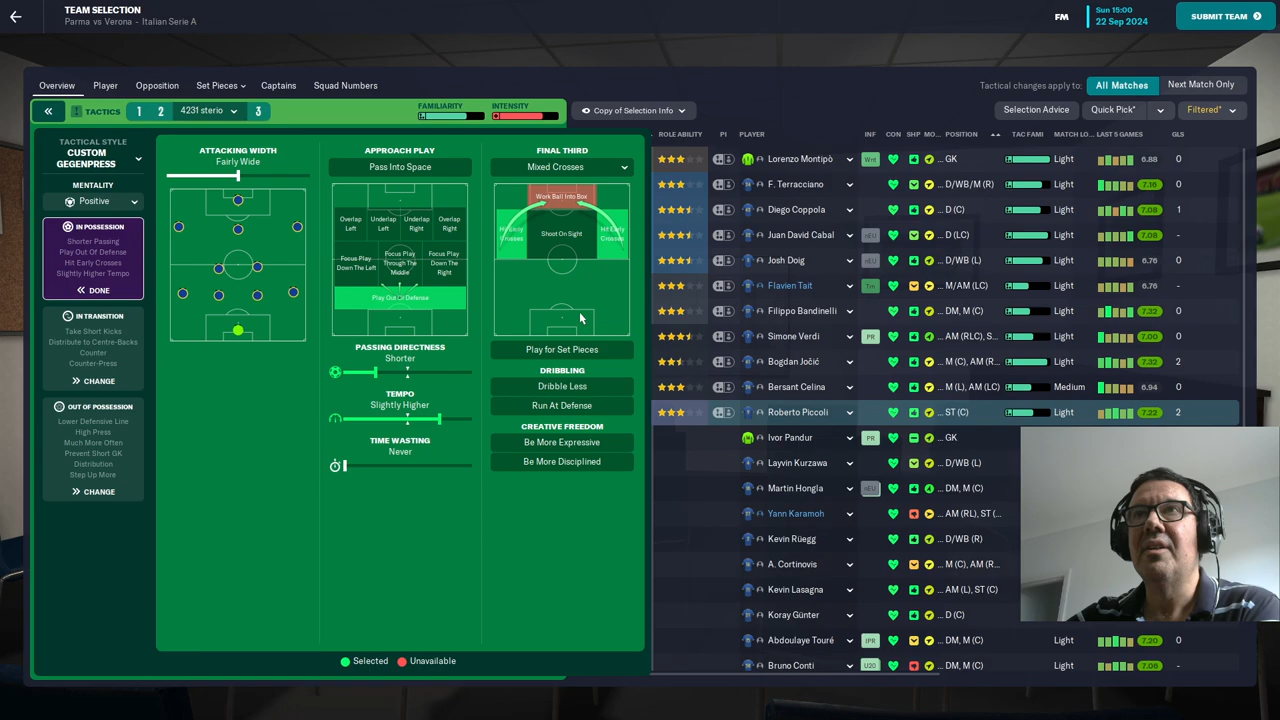 TEAM SELECTION
Parma vs Verona - Italian Serie A
FM
Sun 15:00
22 Sep 2024
SUBMIT TEAM
Overview
Player
Opposition
Set Pieces
Captains
Squad Numbers
Tactical changes apply to:
All Matches
Next Match Only
TACTICS
1
2
4231 sterio
3
FAMILIARITY
INTENSITY
Copy of Selection Info
Selection Advice
Quick Pick*
Filtered*
TACTICAL STYLE
CUSTOM
GEGENPRESS
MENTALITY
Positive
IN POSSESSION
Shorter Passing
Play Out Of Defense
Hit Early Crosses
Slightly Higher Tempo
DONE
IN TRANSITION
Take Short Kicks
Distribute to Centre-Backs
Counter
Counter-Press
CHANGE
OUT OF POSSESSION
Lower Defensive Line
High Press
Much More Often
Prevent Short GK
Distribution
Step Up More
CHANGE
ATTACKING WIDTH
Fairly Wide
APPROACH PLAY
Pass Into Space
Overlap Left
Underlap Left
Underlap Right
Overlap Right
Focus Play Down The Left
Focus Play Through The Middle
Focus Play Down The Right
Play Out Of Defense
PASSING DIRECTNESS
Shorter
TEMPO
Slightly Higher
TIME WASTING
Never
FINAL THIRD
Mixed Crosses
Work Ball Into Box
Hit Early Crosses
Shoot On Sight
Hit Early Crosses
Play for Set Pieces
DRIBBLING
Dribble Less
Run At Defense
CREATIVE FREEDOM
Be More Expressive
Be More Disciplined
Selected
Unavailable
ROLE ABILITY PI PLAYER INF CON SHP MO... POSITION TAC FAMI MATCH LO... LAST 5 GAMES GLS
Lorenzo Montipò Wnt ... GK Light 6.88 0
F. Terracciano ... D/WB/M (R) Light 7.16 0
Diego Coppola ... D (C) Light 7.08 1
Juan David Cabal nEU ... D (LC) Light 7.08 -
Josh Doig ... D/WB (L) Light 6.76 -
Flavien Tait Trn ... M/AM (LC) Light 6.76 -
Filippo Bandinelli ... DM, M (C) Light 7.32 0
Simone Verdi PR ... AM (RLC), S... Light 7.00 0
Bogdan Jočić ... M (C), AM (R... Light 7.38 2
Bersant Celina ... M (L), AM (LC) Medium 6.94 0
Roberto Piccoli ... ST (C) Light 7.22 2
Ivor Pandur PR ... GK
Layvin Kurzawa ... D/WB (L)
Martin Hongla nEU ... DM, M (C)
Yann Karamoh ... AM (RL), ST (...
Kevin Rüegg ... D/WB (R)
A. Cortinovis ... M (C), AM (R...
Kevin Lasagna ... AM (L), ST (C)
Koray Günter ... D (C)
Abdoulaye Touré IPR ... DM, M (C) Light 7.20 0
Bruno Conti U20 ... DM, M (C) Light 7.06 -